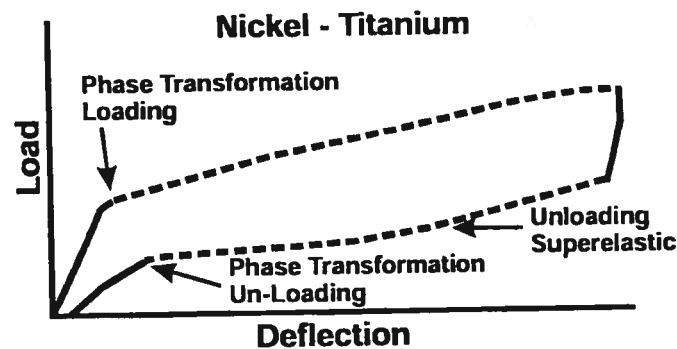 Nickel - Titanium
Phase Transformation
Loading
Load
Unloading
Superelastic
Phase Transformation
Un-Loading
Deflection